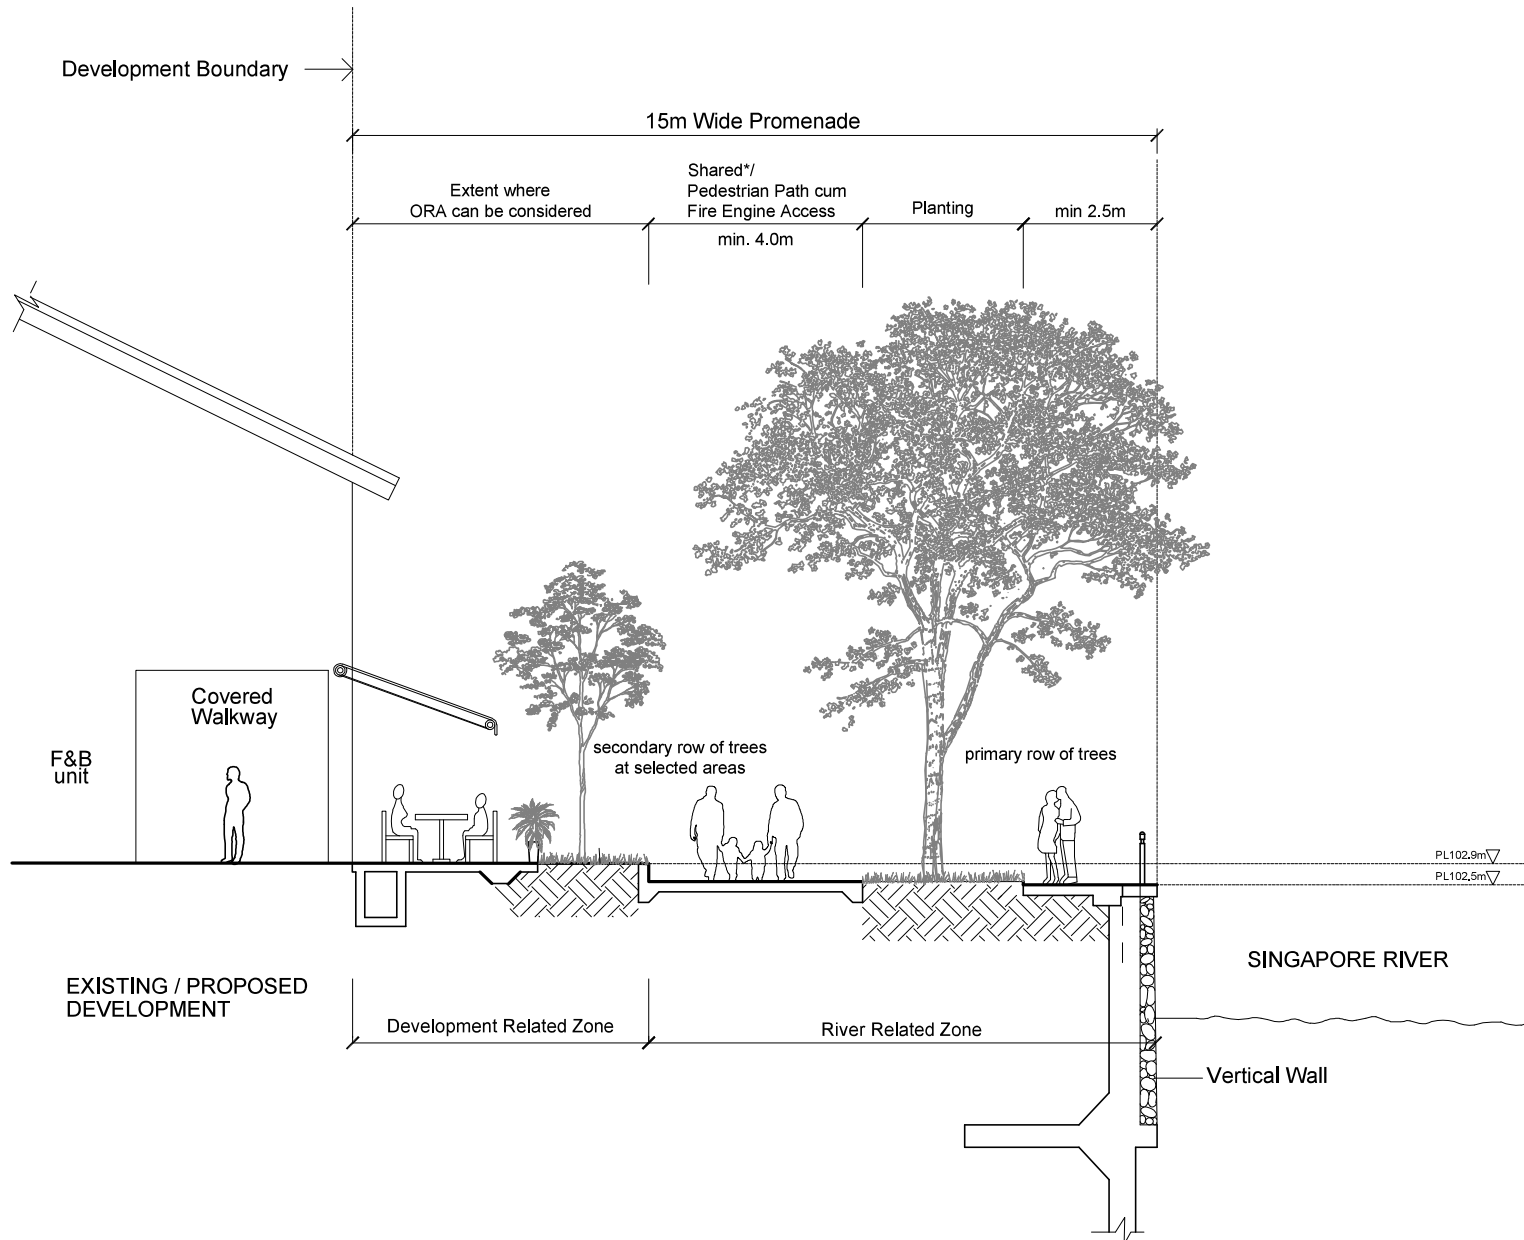 Development Boundary
15m Wide Promenade
Extent where
ORA can be considered
Shared*/
Pedestrian Path cum
Fire Engine Access
min. 4.0m
Planting
min 2.5m
Covered
Walkway
F&B
unit
secondary row of trees
at selected areas
primary row of trees
PL102.9m
PL102.5m
SINGAPORE RIVER
EXISTING / PROPOSED
DEVELOPMENT
Development Related Zone
River Related Zone
Vertical Wall